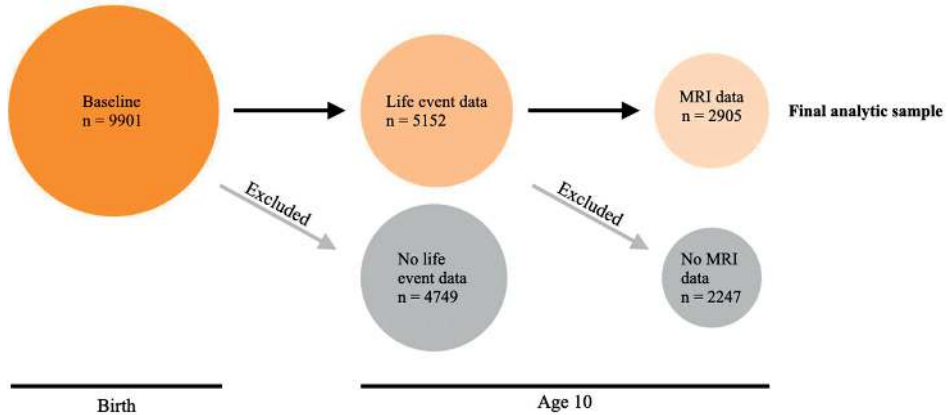 Baseline
n = 9901
Life event data
n = 5152
MRI data
n = 2905
Final analytic sample
Excluded
Excluded
No life
event data
n = 4749
No MRI
data
n = 2247
Birth
Age 10